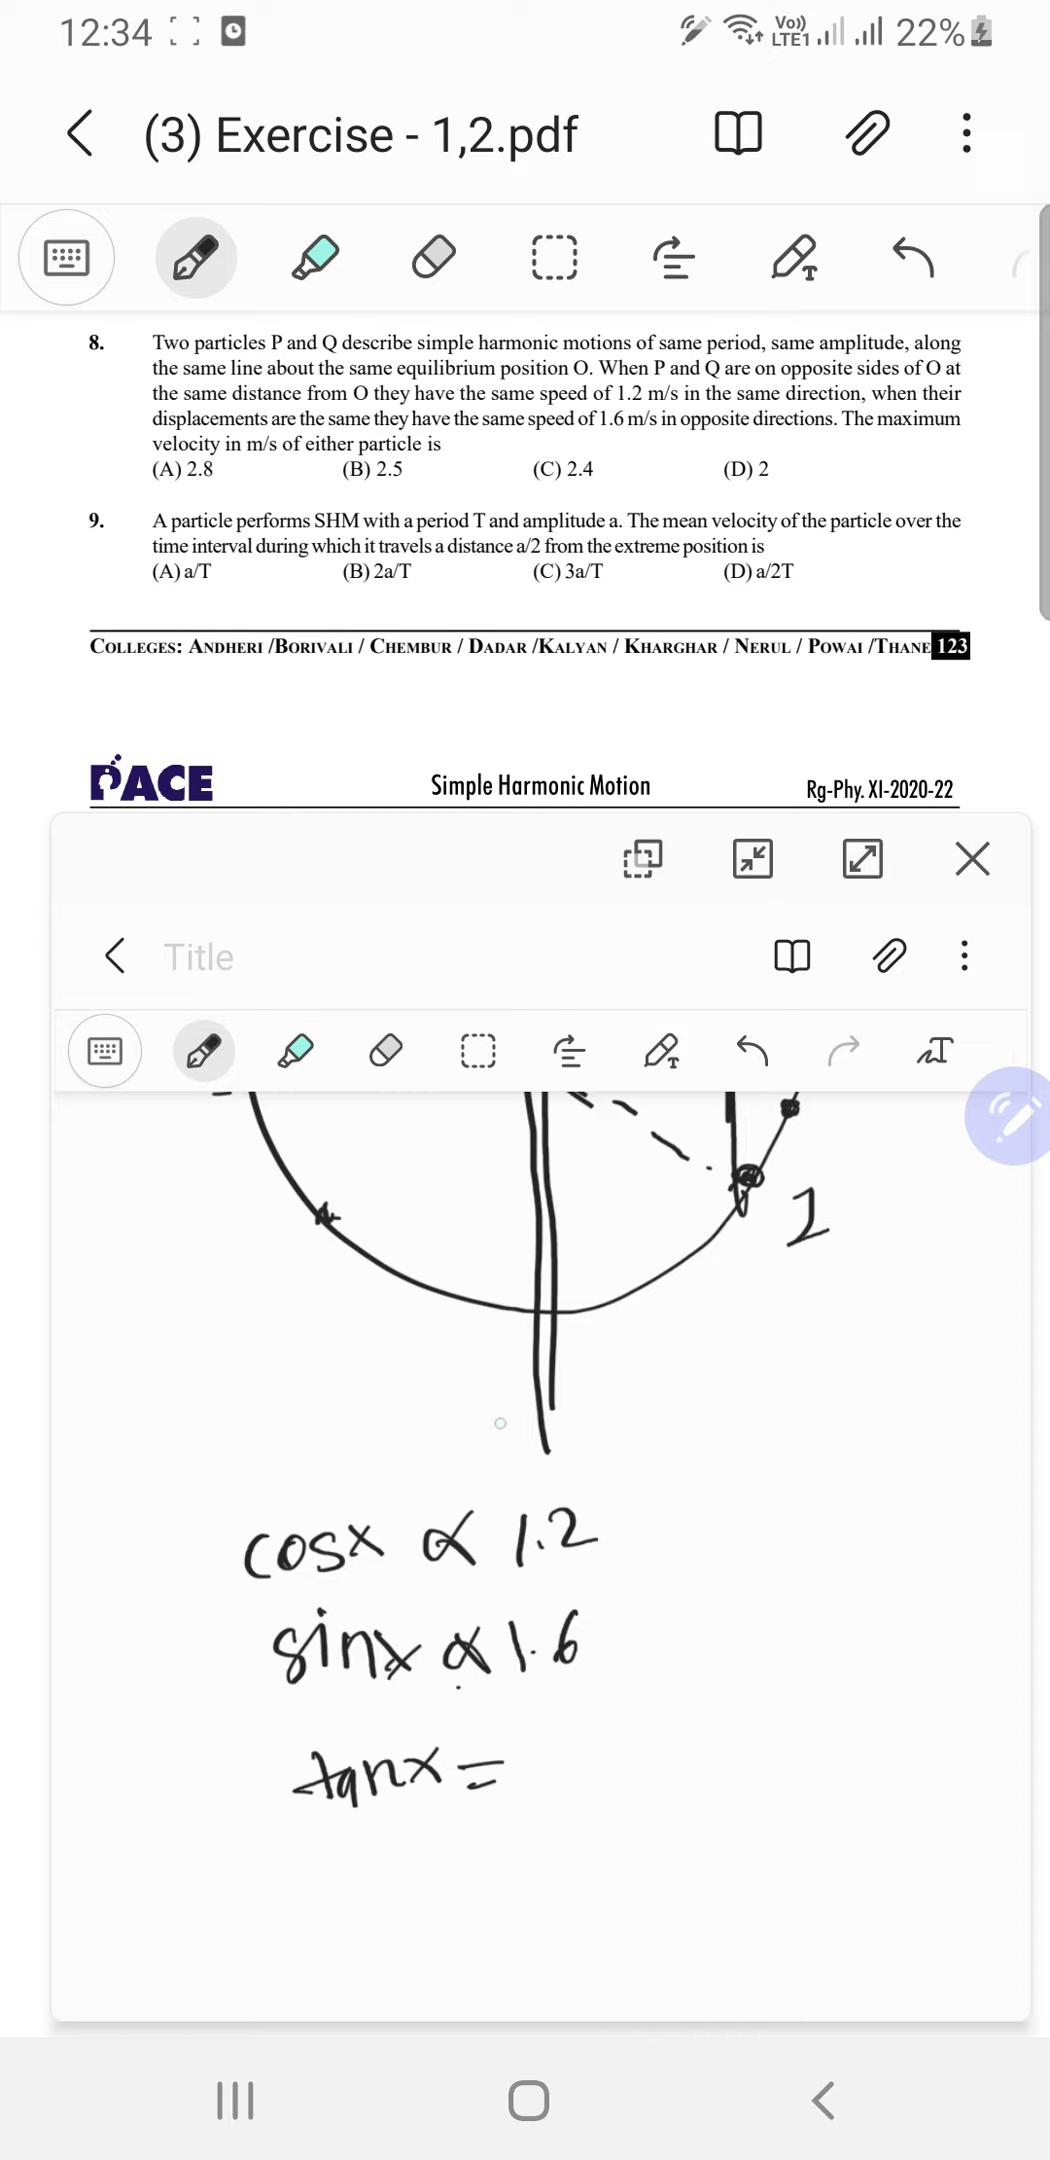 12:34 Vo)) LTE1 22%
(3) Exercise - 1,2.pdf
8. Two particles P and Q describe simple harmonic motions of same period, same amplitude, along
the same line about the same equilibrium position O. When P and Q are on opposite sides of O at
the same distance from O they have the same speed of 1.2 m/s in the same direction, when their
displacements are the same they have the same speed of 1.6 m/s in opposite directions. The maximum
velocity in m/s of either particle is
(A) 2.8 (B) 2.5 (C) 2.4 (D) 2
9. A particle performs SHM with a period T and amplitude a. The mean velocity of the particle over the
time interval during which it travels a distance a/2 from the extreme position is
(A) a/T (B) 2a/T (C) 3a/T (D) a/2T
COLLEGES: ANDHERI /BORIVALI / CHEMBUR / DADAR /KALYAN / KHARGHAR / NERUL / POWAI /THANE 123
PACE Simple Harmonic Motion Rg-Phy. XI-2020-22
Title
1
cosx ∝ 1.2
sinx ∝ 1.6
tanx =